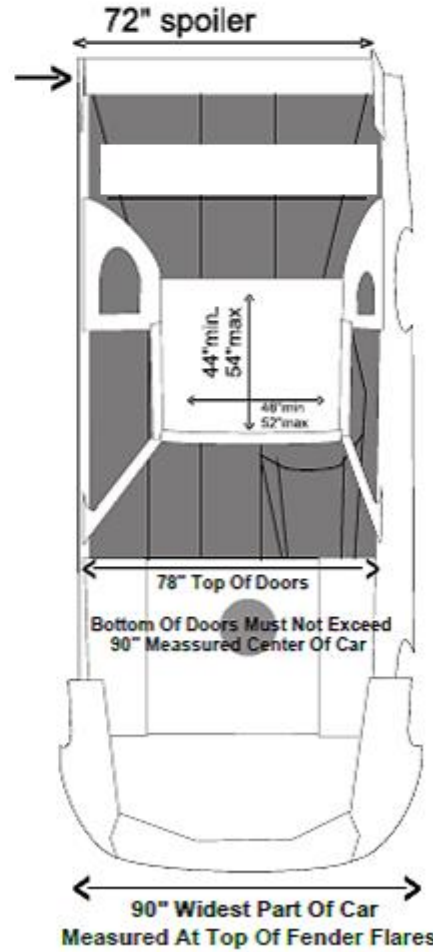 72" spoiler
44"min.
54"max
48"min
52"max
78" Top Of Doors
Bottom Of Doors Must Not Exceed
90" Meassured Center Of Car
90" Widest Part Of Car
Measured At Top Of Fender Flares